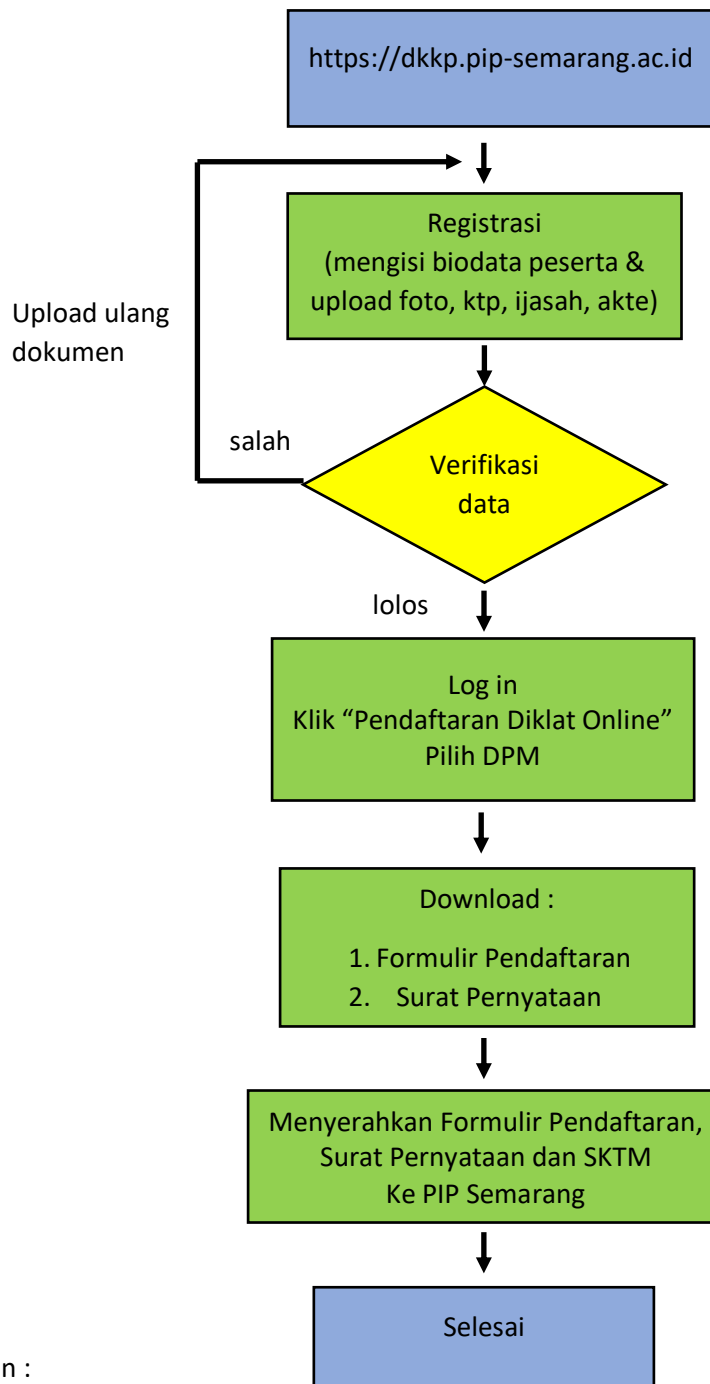 https://dkkp.pip-semarang.ac.id
Registrasi
(mengisi biodata peserta &
upload foto, ktp, ijasah, akte)
Upload ulang
dokumen
salah
Verifikasi
data
lolos
Log in
Klik “Pendaftaran Diklat Online”
Pilih DPM
Download :
1. Formulir Pendaftaran
2. Surat Pernyataan
Menyerahkan Formulir Pendaftaran,
Surat Pernyataan dan SKTM
Ke PIP Semarang
Selesai
n :